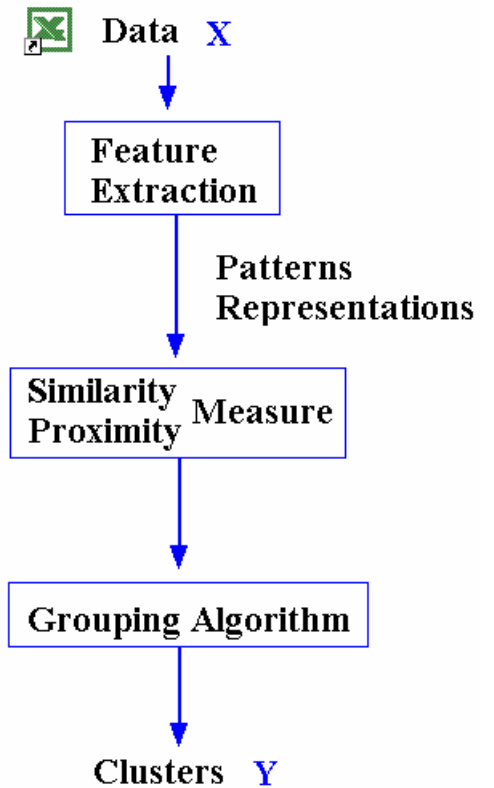 Data X
Feature
Extraction
Patterns
Representations
Similarity
Proximity Measure
Grouping Algorithm
Clusters Y